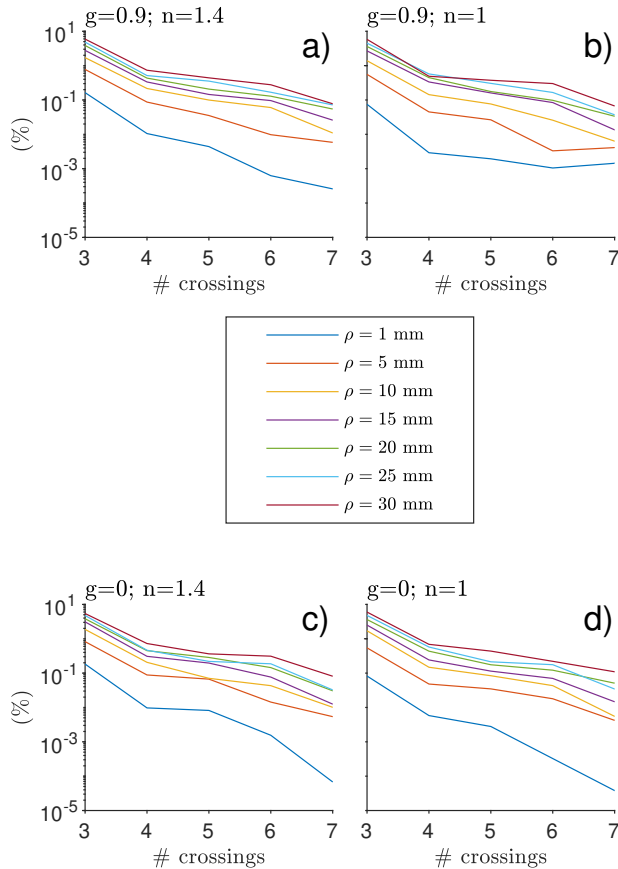 g=0.9; n=1.4
a)
10^1
10^-1
10^-3
10^-5
(%)
3 4 5 6 7
# crossings
g=0.9; n=1
b)
3 4 5 6 7
# crossings
ρ = 1 mm
ρ = 5 mm
ρ = 10 mm
ρ = 15 mm
ρ = 20 mm
ρ = 25 mm
ρ = 30 mm
g=0; n=1.4
c)
10^1
10^-1
10^-3
10^-5
(%)
3 4 5 6 7
# crossings
g=0; n=1
d)
3 4 5 6 7
# crossings